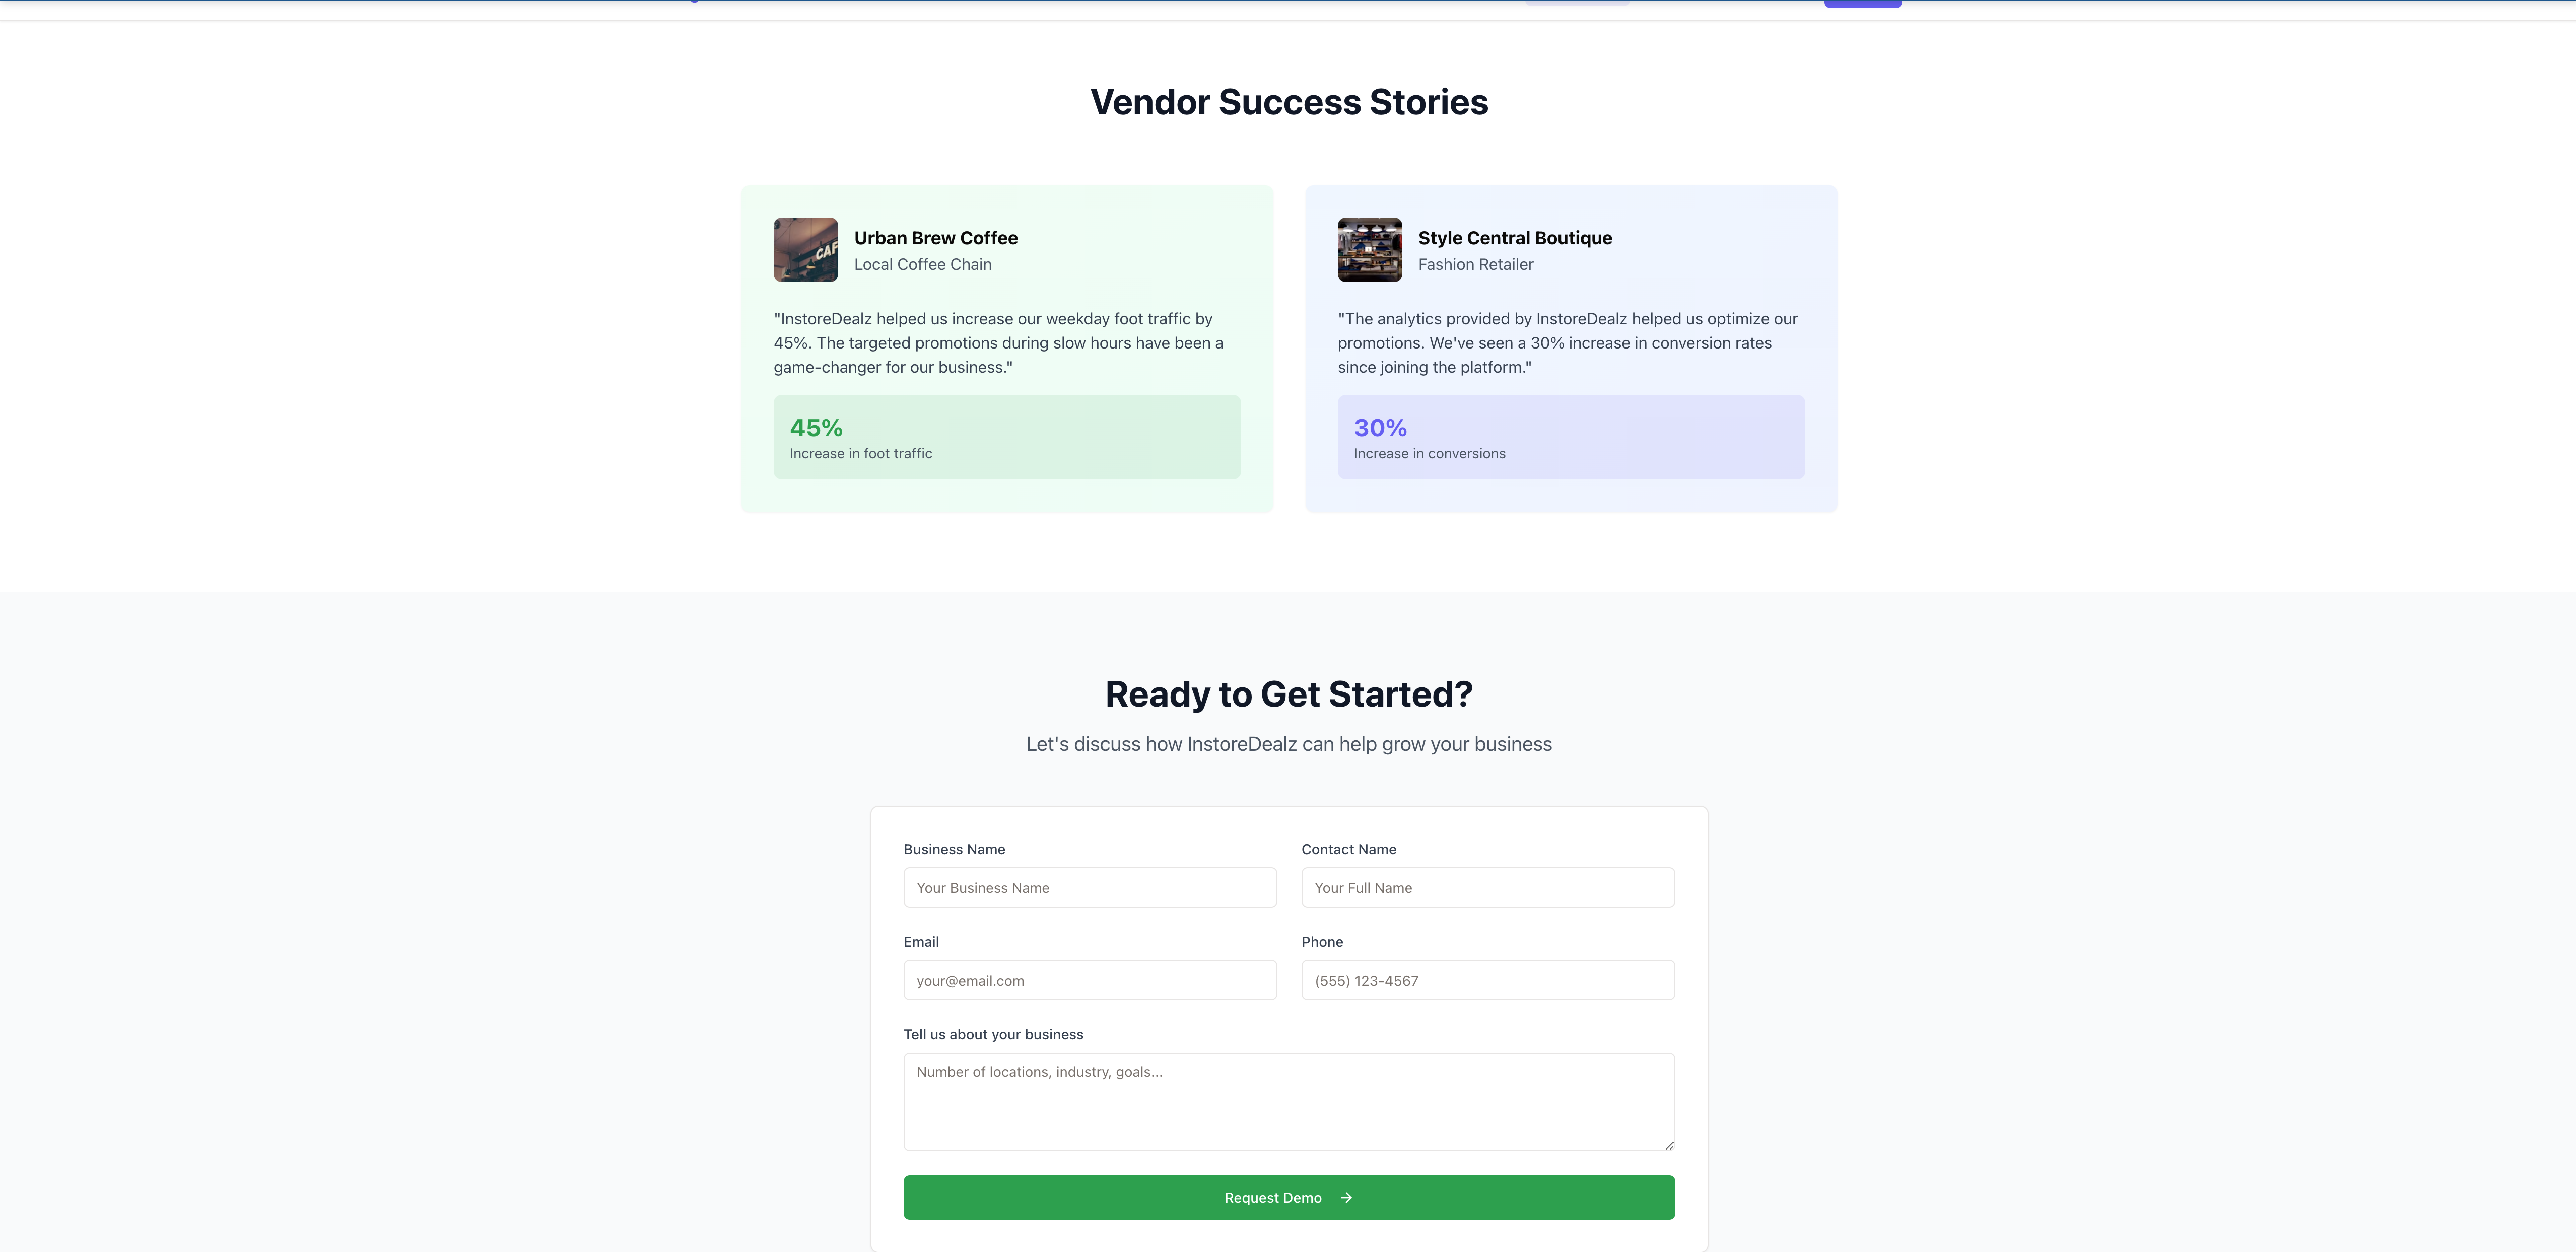 Vendor Success Stories
CAF
Urban Brew Coffee
Local Coffee Chain
"InstoreDealz helped us increase our weekday foot traffic by
45%. The targeted promotions during slow hours have been a
game-changer for our business."
45%
Increase in foot traffic
Style Central Boutique
Fashion Retailer
"The analytics provided by InstoreDealz helped us optimize our
promotions. We've seen a 30% increase in conversion rates
since joining the platform."
30%
Increase in conversions
Ready to Get Started?
Let's discuss how InstoreDealz can help grow your business
Business Name
Your Business Name
Contact Name
Your Full Name
Email
your@email.com
Phone
(555) 123-4567
Tell us about your business
Number of locations, industry, goals...
Request Demo